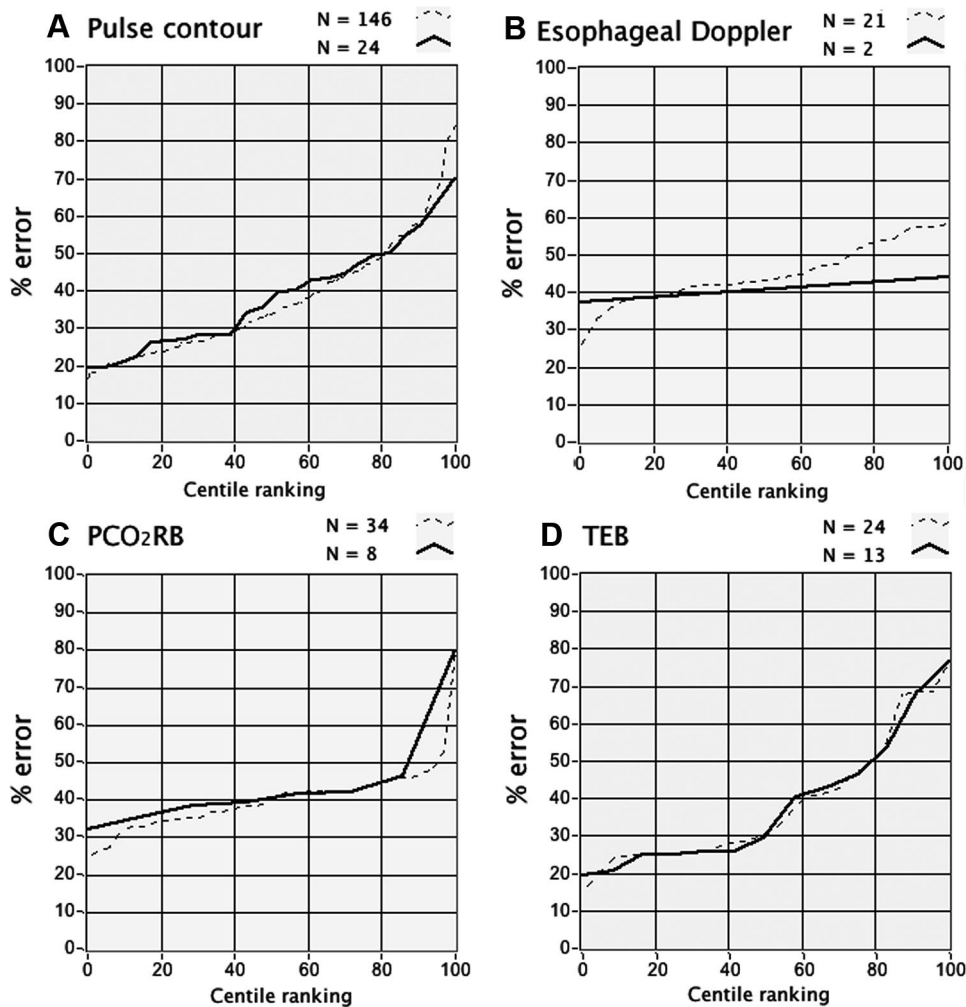 A Pulse contour
N = 146
N = 24
100-
90-
80-
70-
60-
50-
40-
30-
20-
10-
0-
% error
0 20 40 60 80 100
Centile ranking
B Esophageal Doppler
N = 21
N = 2
100-
90-
80-
70-
60-
50-
40-
30-
20-
10-
0-
% error
0 20 40 60 80 100
Centile ranking
C PCO₂RB
N = 34
N = 8
100-
90-
80-
70-
60-
50-
40-
30-
20-
10-
0-
% error
0 20 40 60 80 100
Centile ranking
D TEB
N = 24
N = 13
100-
90-
80-
70-
60-
50-
40-
30-
20-
10-
0-
% error
0 20 40 60 80 100
Centile ranking